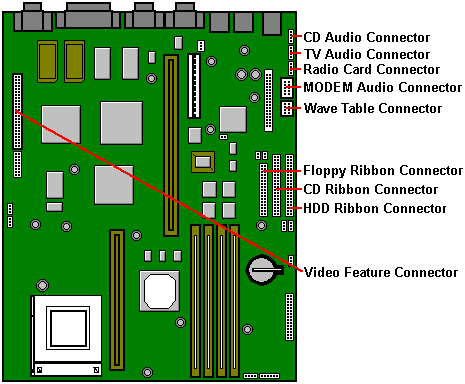 CD Audio Connector
TV Audio Connector
Radio Card Connector
MODEM Audio Connector
Wave Table Connector
Floppy Ribbon Connector
CD Ribbon Connector
HDD Ribbon Connector
Video Feature Connector